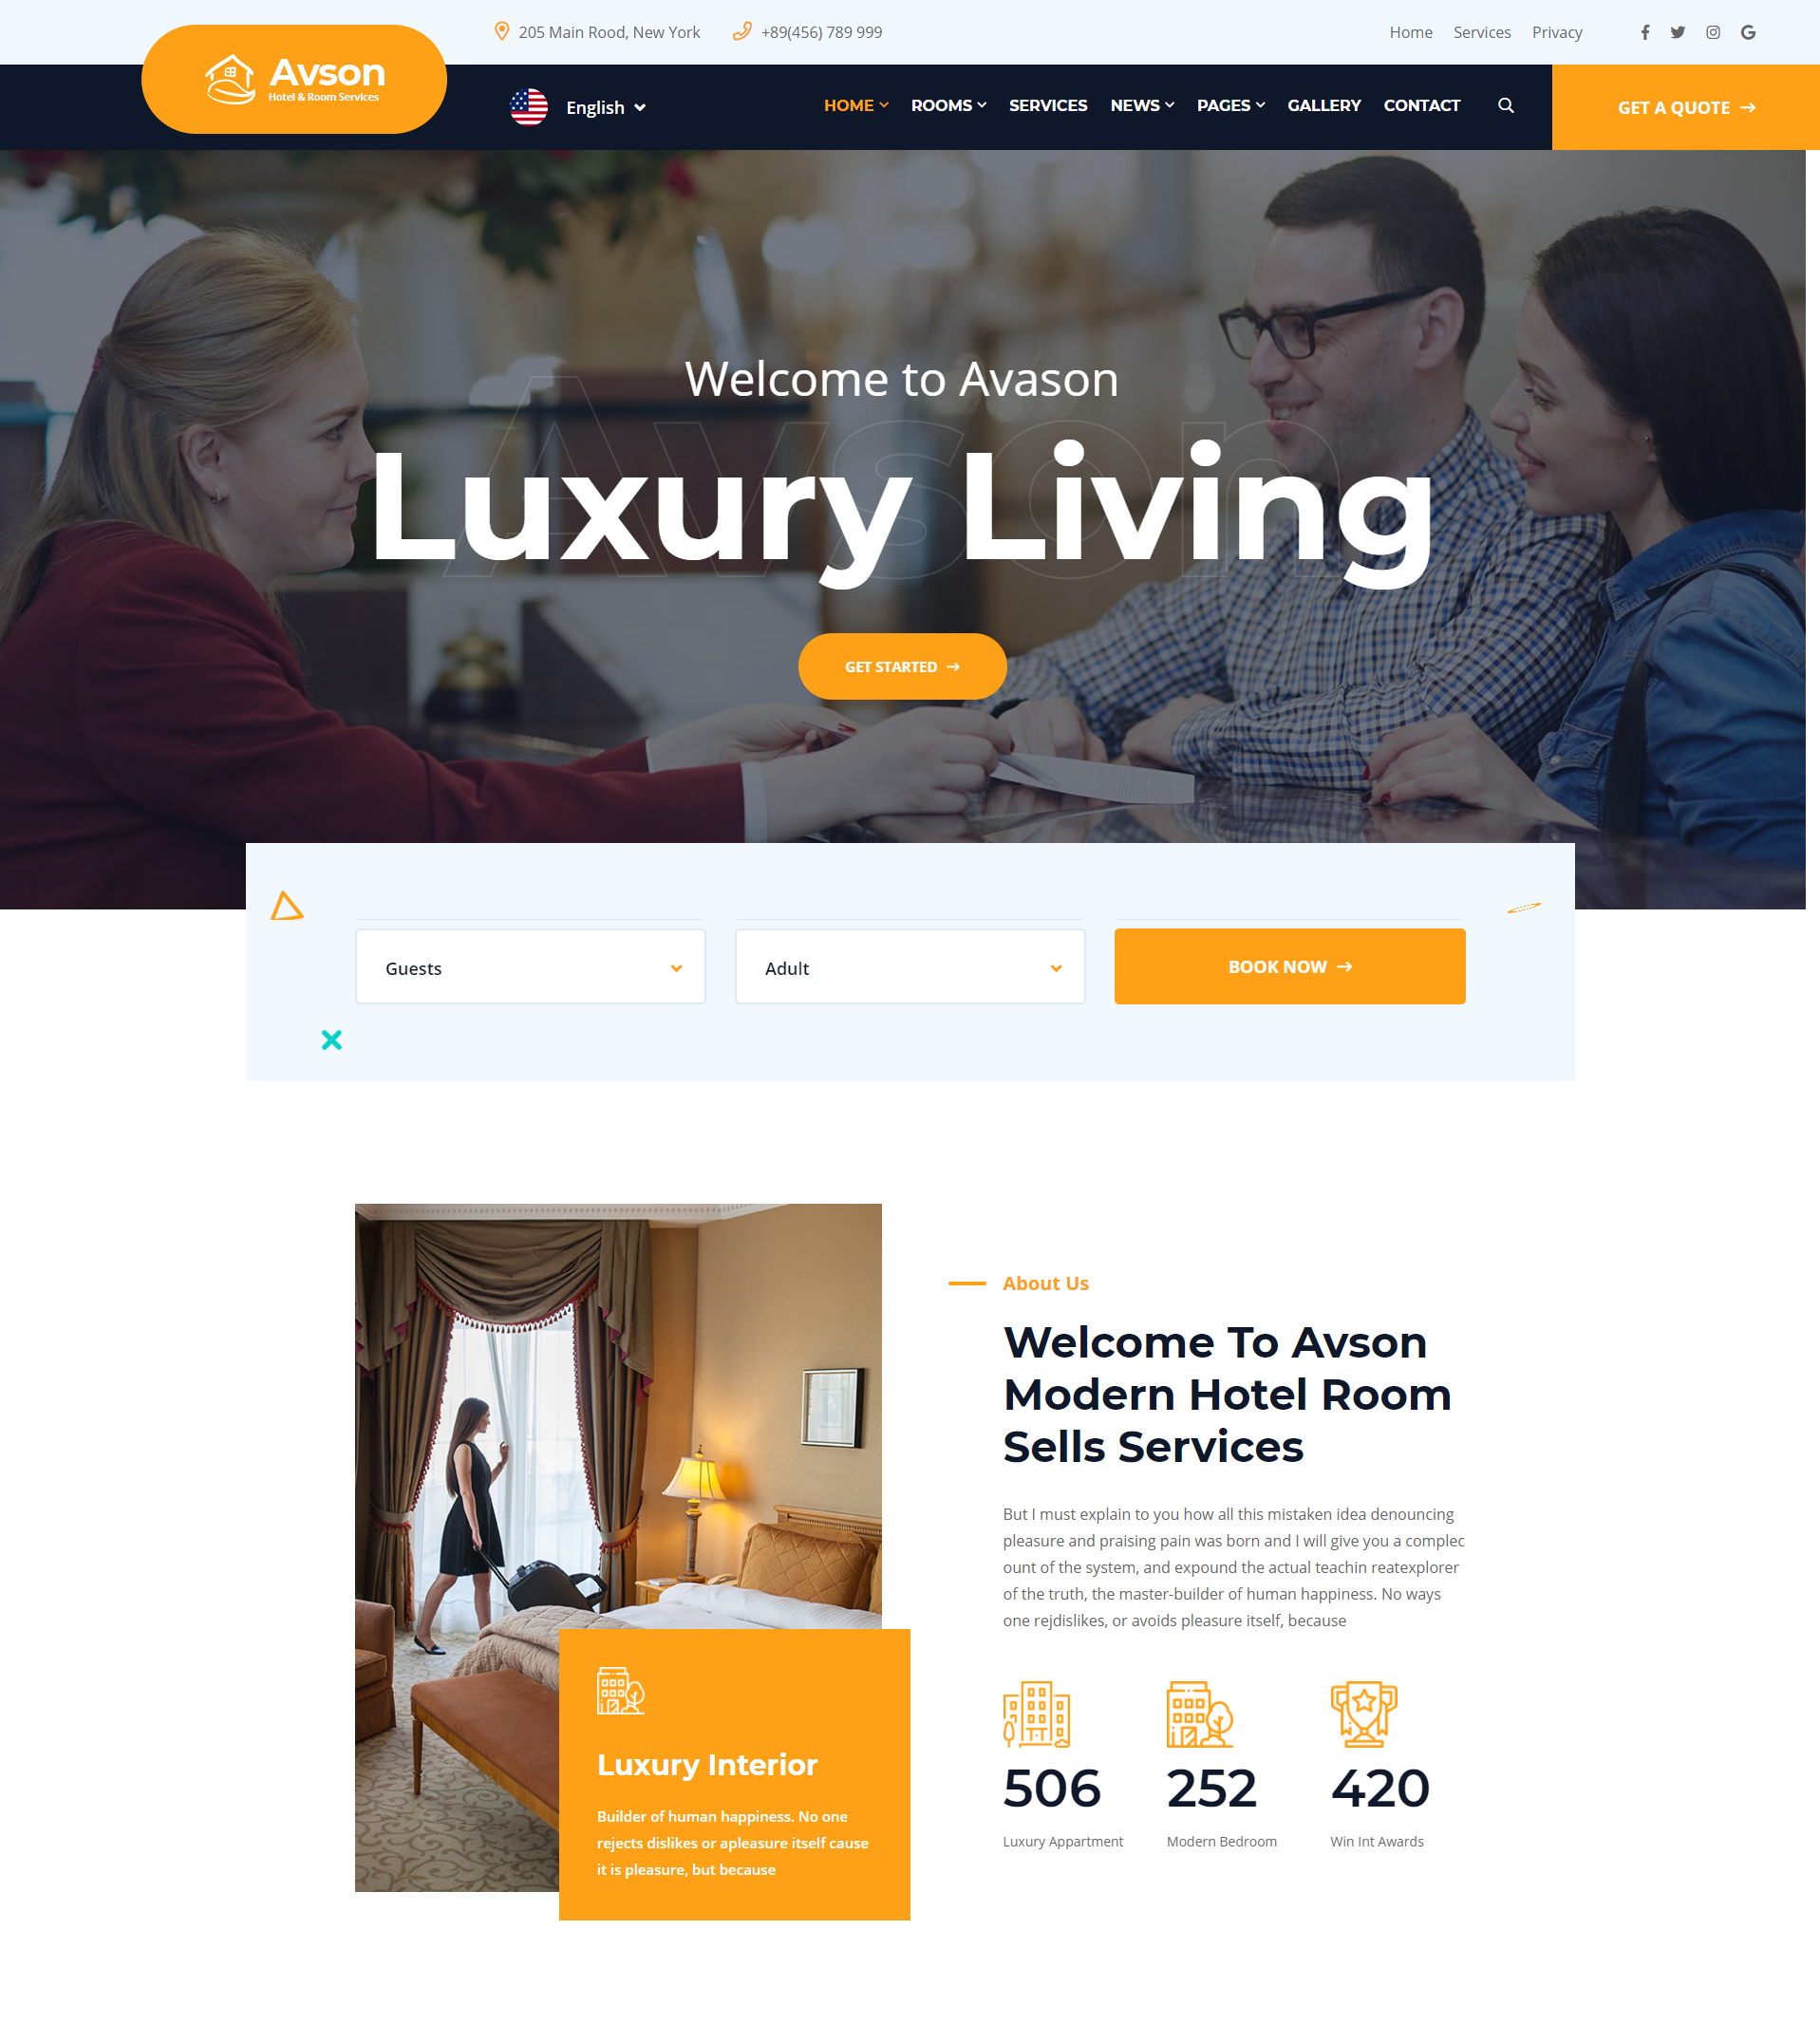 205 Main Rood, New York
+89(456) 789 999
Home Services Privacy
Avson
Hotel & Room Services
English
HOME ROOMS SERVICES NEWS PAGES GALLERY CONTACT
GET A QUOTE
Welcome to Avason
Avson
Luxury Living
GET STARTED
Guests
Adult
BOOK NOW
About Us
Welcome To Avson
Modern Hotel Room
Sells Services
But I must explain to you how all this mistaken idea denouncing
pleasure and praising pain was born and I will give you a complec
ount of the system, and expound the actual teachin reatexplorer
of the truth, the master-builder of human happiness. No ways
one rejdislikes, or avoids pleasure itself, because
Luxury Interior
Builder of human happiness. No one
rejects dislikes or apleasure itself cause
it is pleasure, but because
506
Luxury Appartment
252
Modern Bedroom
420
Win Int Awards